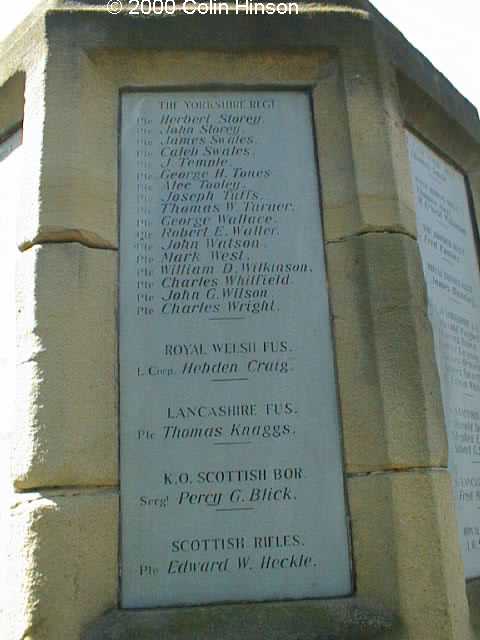 © 2000 Colin Hinson
THE YORKSHIRE REGT
Pte Herbert Storey.
Pte John Storey.
Pte James Swales.
Pte Caleb Swales.
Pte J. Temple.
Pte George H. Tones
Pte Alec Tooley.
Pte Joseph Tuffs.
Pte Thomas W. Turner.
Pte George Wallace.
Pte Robert E. Waller.
Pte John Watson.
Pte Mark West.
Pte William D. Wilkinson.
Pte Charles Whitfield.
Pte John G. Wilson
Pte Charles Wright.
ROYAL WELSH FUS.
L. Corp. Hebden Craig.
LANCASHIRE FUS.
Pte Thomas Knaggs.
K.O. SCOTTISH BOR.
Sergt Percy G. Blick.
SCOTTISH RIFLES.
Pte Edward W. Heckle.